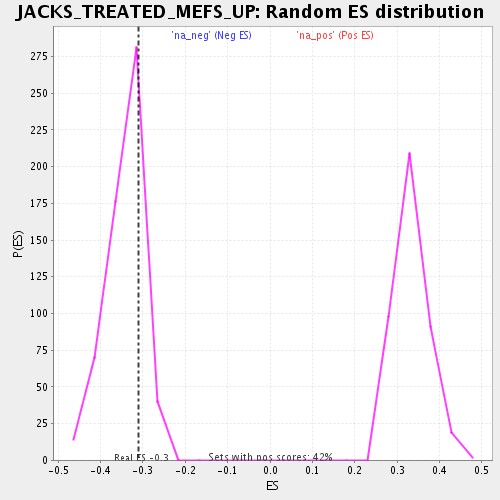 JACKS_TREATED_MEFS_UP: Random ES distribution
'na_neg' (Neg ES) 'na_pos' (Pos ES)
275
250
225
200
175
150
125
100
75
50
25
0
P(ES)
Real ES -0.3 Sets with pos scores: 42%
-0.5 -0.4 -0.3 -0.2 -0.1 0.0 0.1 0.2 0.3 0.4 0.5
ES